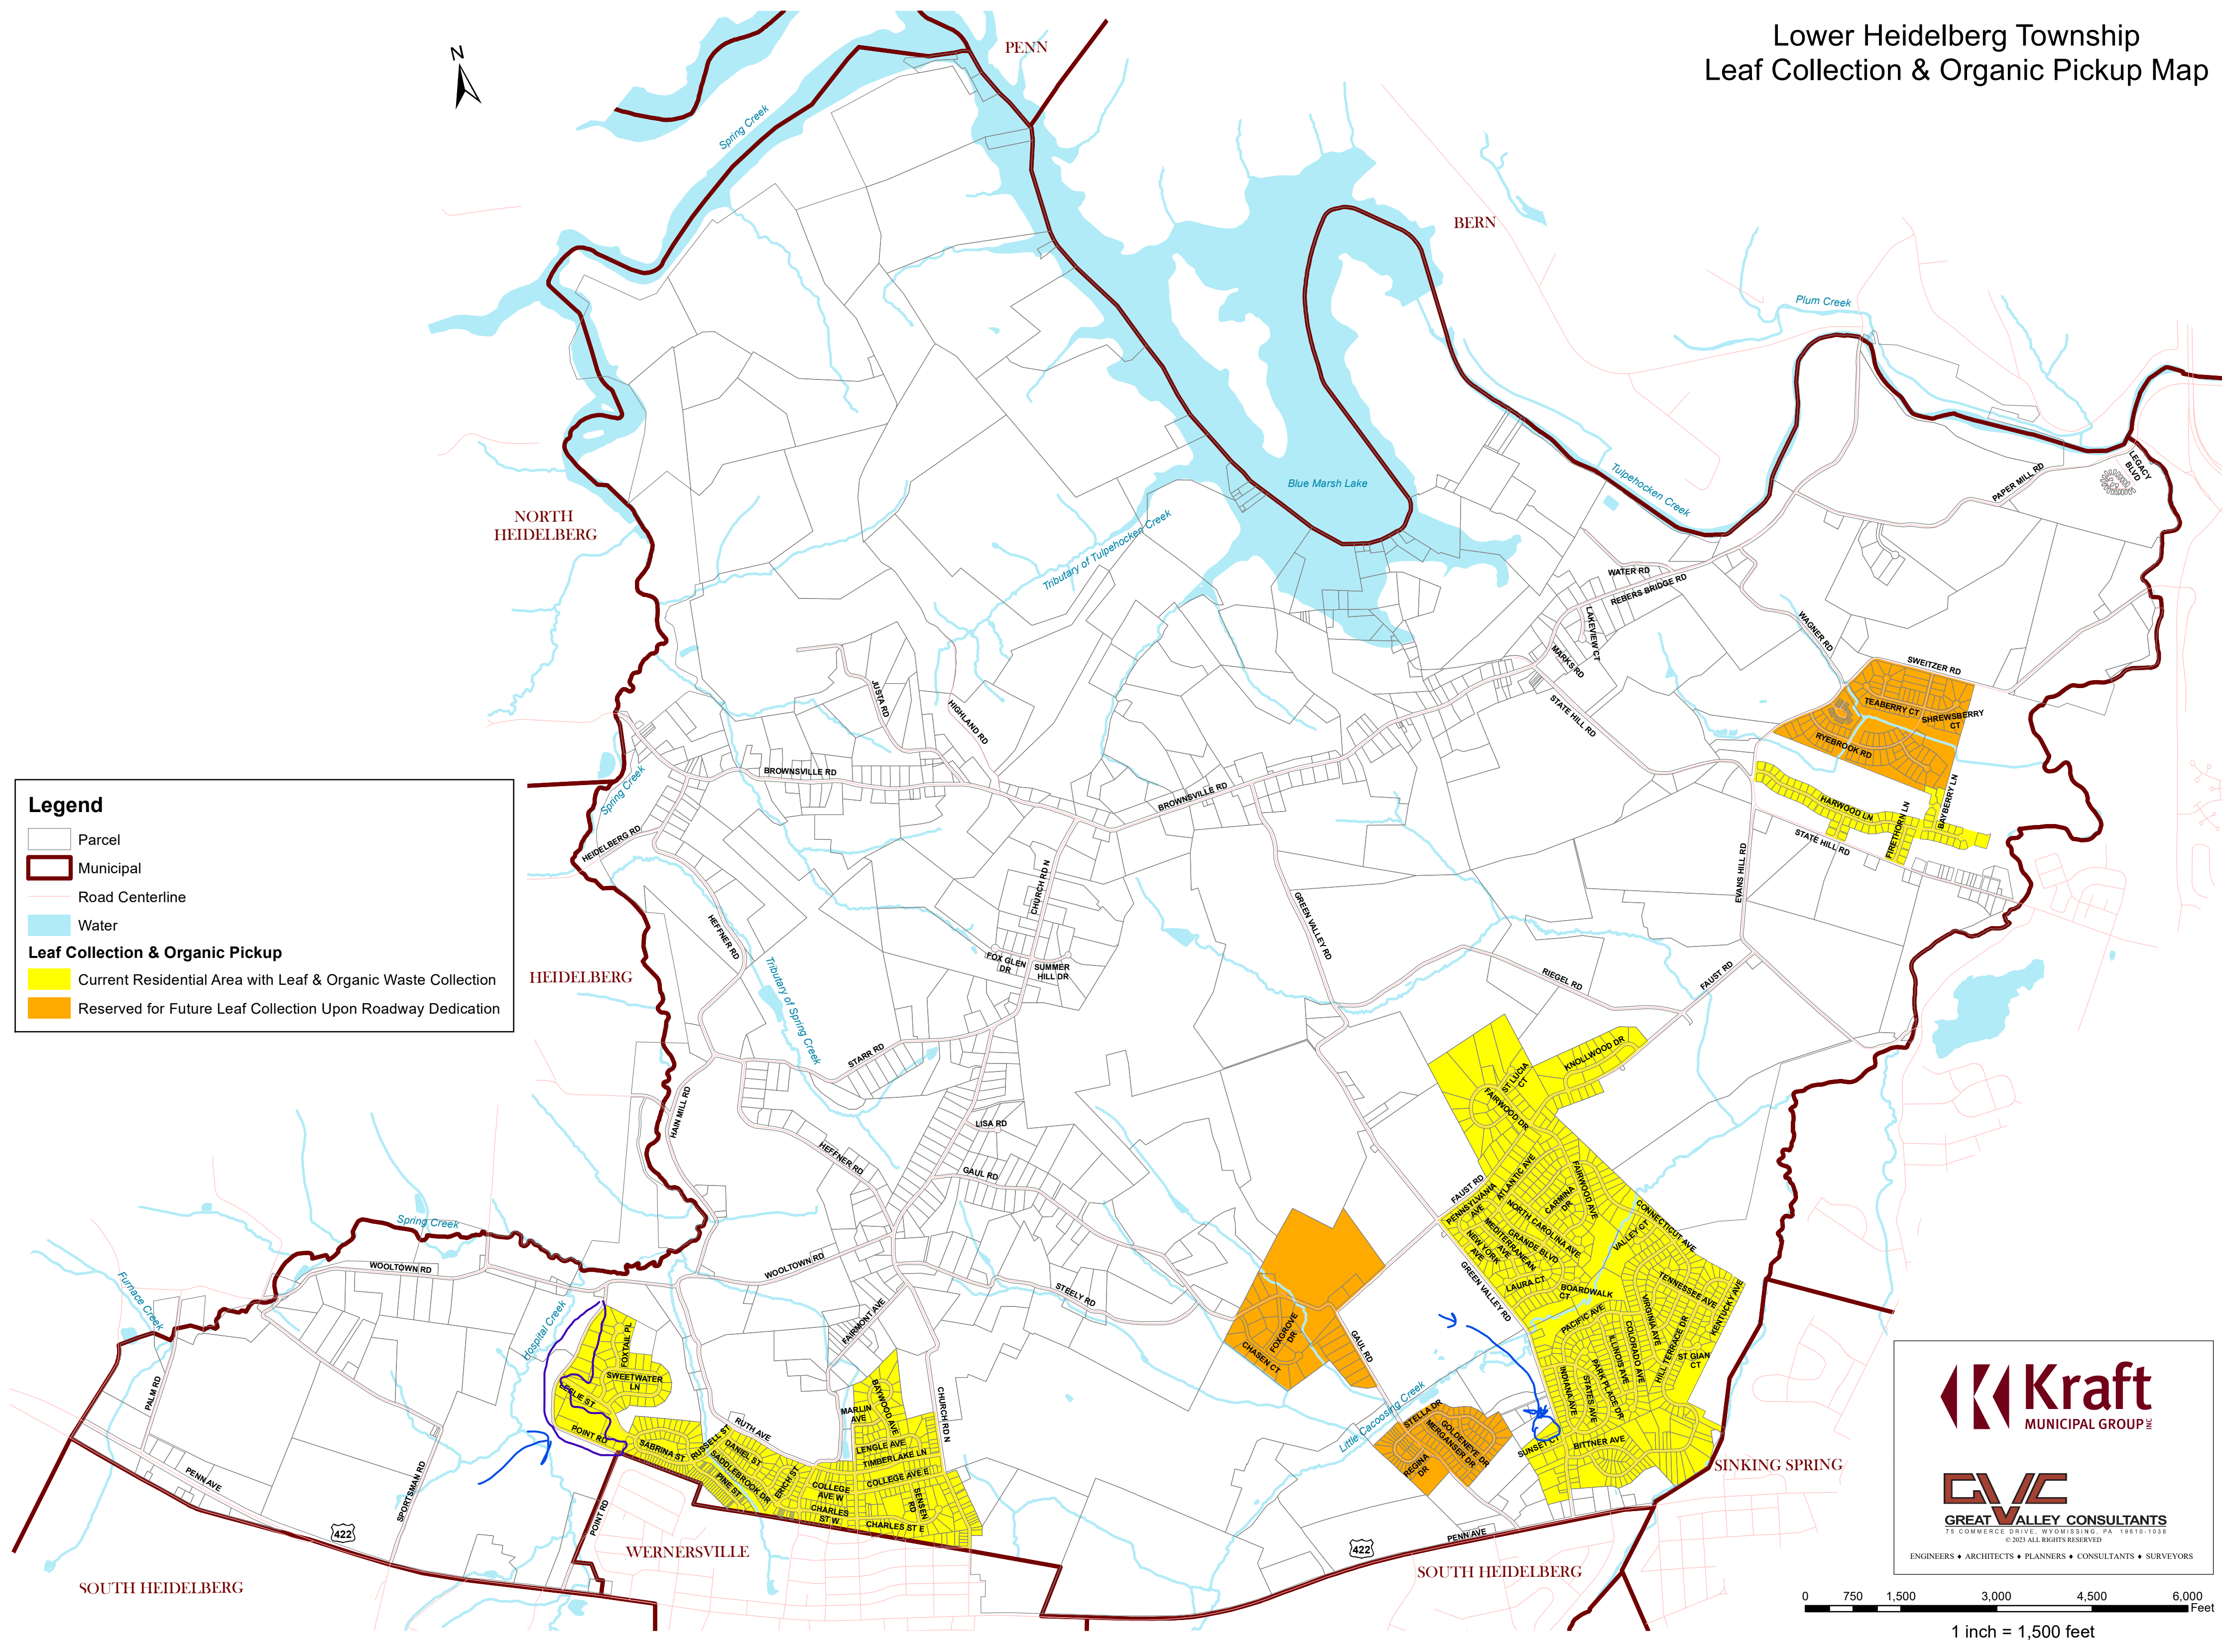 Lower Heidelberg Township
Leaf Collection & Organic Pickup Map
N
PENN
BERN
Spring Creek
Plum Creek
Tulpehocken Creek
Blue Marsh Lake
Tributary of Tulpehocken Creek
NORTH
HEIDELBERG
LEGACY
BLVD
PAPER MILL RD
WATER RD
REBERS BRIDGE RD
LAKEVIEW CT
MARKS RD
WAGNER RD
SWEITZER RD
TEABERRY CT
SHREWSBERRY
CT
RYEBROOK RD
STATE HILL RD
JUSTA RD
HIGHLAND RD
BROWNSVILLE RD
BROWNSVILLE RD
BAYBERRY LN
HARWOOD LN
FIRETHORN LN
STATE HILL RD
EVANS HILL RD
Spring Creek
HEIDELBERG RD
Legend
Parcel
Municipal
Road Centerline
Water
Leaf Collection & Organic Pickup
Current Residential Area with Leaf & Organic Waste Collection
Reserved for Future Leaf Collection Upon Roadway Dedication
HEIDELBERG
HEFFNER RD
Tributary of Spring Creek
CHURCH RD N
FOX GLEN
DR
SUMMER
HILL DR
GREEN VALLEY RD
RIEGEL RD
FAUST RD
STARR RD
HAIN MILL RD
HEFFNER RD
LISA RD
GAUL RD
KNOLLWOOD DR
ST LUCIA
CT
FAIRWOOD DR
FAUST RD
PENNSYLVANIA
AVE
ATLANTIC AVE
FAIRWOOD AVE
CARMINA
DR
NORTH CAROLINA AVE
MEDITERRANEAN
AVE
GRANDE BLVD
NEW YORK
AVE
CONNECTICUT AVE
VALLEY CT
LAURA CT
BOARDWALK
CT
TENNESSEE AVE
KENTUCKY AVE
PACIFIC AVE
VIRGINIA AVE
COLORADO AVE
ILLINOIS AVE
HILL TERRACE DR
ST GIAN
CT
PARK PLACE DR
STATES AVE
INDIANA AVE
SUNSET CT
BITTNER AVE
GREEN VALLEY RD
Spring Creek
Furnace Creek
WOOLTOWN RD
WOOLTOWN RD
Hospital Creek
STEELY RD
FAIRMONT AVE
FOXGROVE
DR
CHASEN CT
GAUL RD
Little Cacoosing Creek
STELLA DR
GOLDENEYE DR
MERGANSER DR
REGINA
DR
FOXTAIL PL
SWEETWATER
LN
LESLIE ST
POINT RD
SABRINA ST
RUSSELL ST
RUTH AVE
DANIEL ST
SADDLEBROOK DR
PINE ST
ERICH ST
MARLIN
AVE
BAYWOOD AVE
LENGLE AVE
TIMBERLAKE LN
COLLEGE AVE E
COLLEGE
AVE W
CHARLES
ST W
CHARLES ST E
SENSEN
RD
CHURCH RD N
PALM RD
PENN AVE
SPORTSMAN RD
POINT RD
422
422
PENN AVE
WERNERSVILLE
SOUTH HEIDELBERG
SOUTH HEIDELBERG
SINKING SPRING
Kraft
MUNICIPAL GROUP INC
GVC
GREAT VALLEY CONSULTANTS
75 COMMERCE DRIVE, WYOMISSING, PA 19610-1038
© 2023 ALL RIGHTS RESERVED
ENGINEERS ♦ ARCHITECTS ♦ PLANNERS ♦ CONSULTANTS ♦ SURVEYORS
0 750 1,500 3,000 4,500 6,000
Feet
1 inch = 1,500 feet